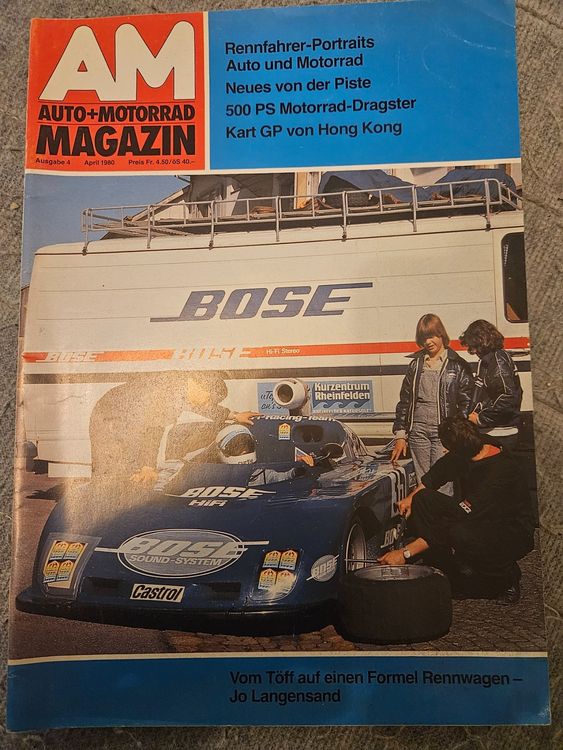 AM
AUTO+MOTORRAD
MAGAZIN
Ausgabe 4 April 1980 Preis Fr. 4.50/öS 40.–
Rennfahrer-Portraits
Auto und Motorrad
Neues von der Piste
500 PS Motorrad-Dragster
Kart GP von Hong Kong
BOSE
BOSE BOSE Hi-Fi Stereo
Kurzentrum
Rheinfelden
Racing-Team
BOSE
HiFi
BOSE
SOUND-SYSTEM
Castrol
Vom Töff auf einen Formel Rennwagen –
Jo Langensand